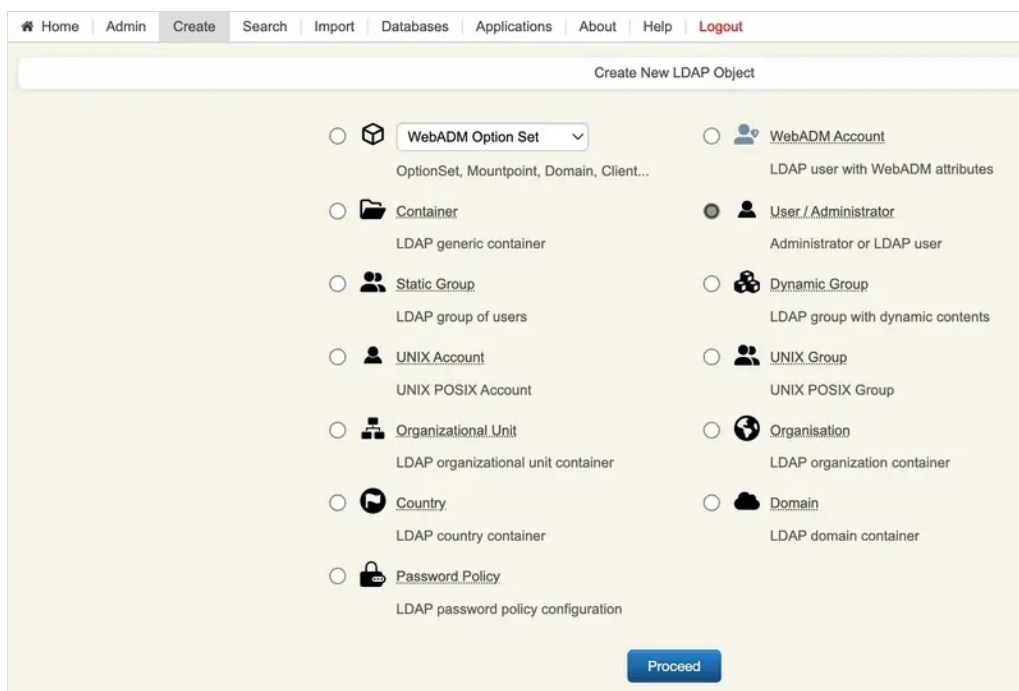 Home Admin Create Search Import Databases Applications About Help Logout
Create New LDAP Object
WebADM Option Set
OptionSet, Mountpoint, Domain, Client...
WebADM Account
LDAP user with WebADM attributes
Container
LDAP generic container
User / Administrator
Administrator or LDAP user
Static Group
LDAP group of users
Dynamic Group
LDAP group with dynamic contents
UNIX Account
UNIX POSIX Account
UNIX Group
UNIX POSIX Group
Organizational Unit
LDAP organizational unit container
Organisation
LDAP organization container
Country
LDAP country container
Domain
LDAP domain container
Password Policy
LDAP password policy configuration
Proceed